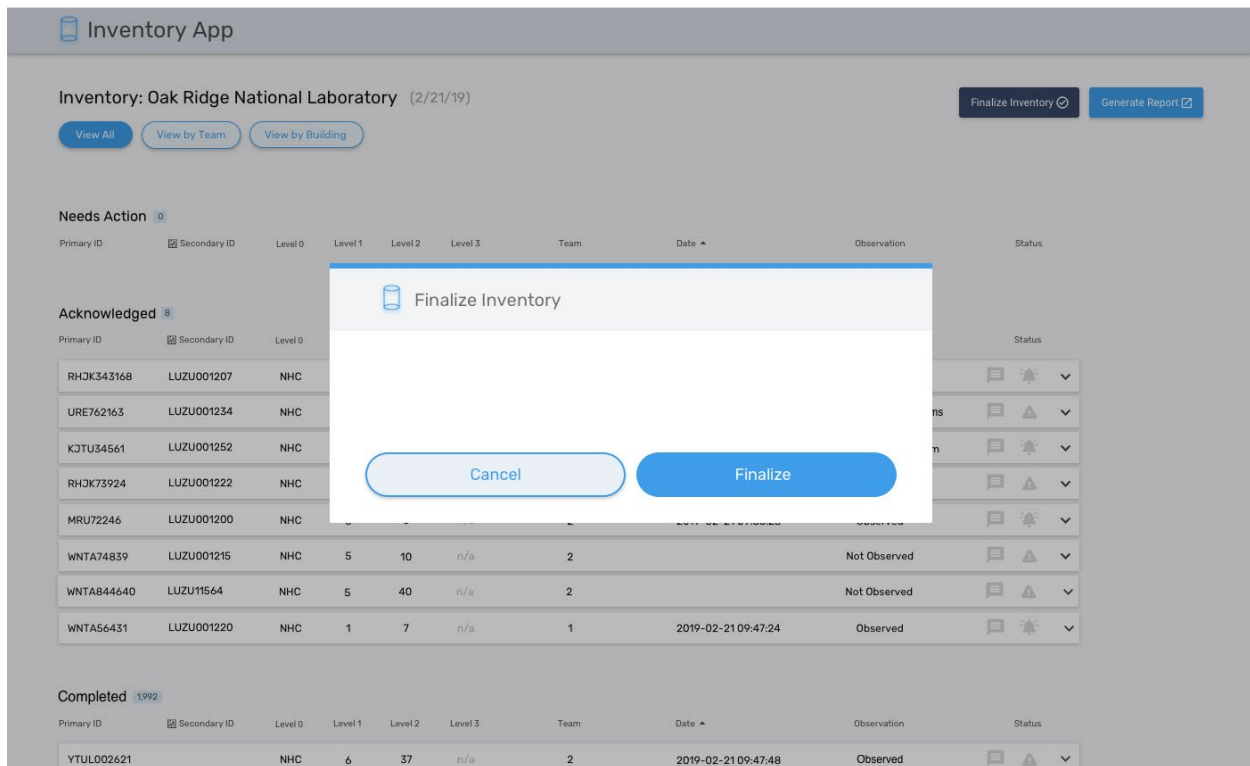 Inventory App
Inventory: Oak Ridge National Laboratory (2/21/19)
Finalize Inventory
Generate Report
View All View by Team View by Building
Needs Action 0
Primary ID Secondary ID Level 0 Level 1 Level 2 Level 3 Team Date Observation Status
Finalize Inventory
Cancel Finalize
Acknowledged 8
Primary ID Secondary ID Level 0 Status
RHJK343168 LUZU001207 NHC
URE762163 LUZU001234 NHC ms
KJTU34561 LUZU001252 NHC m
RHJK73924 LUZU001222 NHC
MRU72246 LUZU001200 NHC
WNTA74839 LUZU001215 NHC 5 10 n/a 2 Not Observed
WNTA844640 LUZU11564 NHC 5 40 n/a 2 Not Observed
WNTA56431 LUZU001220 NHC 1 7 n/a 1 2019-02-21 09:47:24 Observed
Completed 1,992
Primary ID Secondary ID Level 0 Level 1 Level 2 Level 3 Team Date Observation Status
YTUL002621 NHC 6 37 n/a 2 2019-02-21 09:47:48 Observed